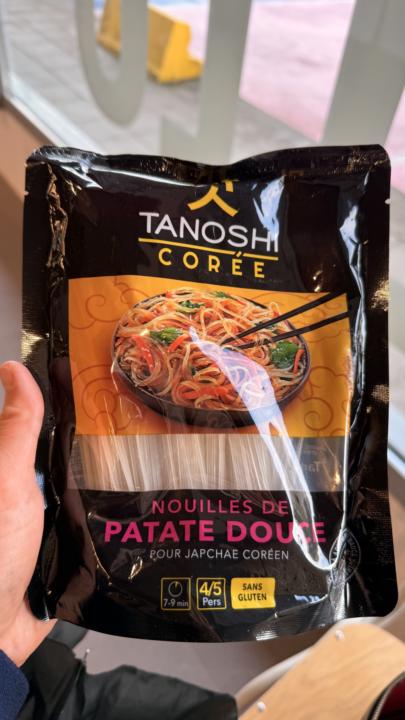 TANOSHI
CORÉE
NOUILLES DE
PATATE DOUCE
POUR JAPCHAE CORÉEN
7-9 min
4/5
Pers
SANS
GLUTEN